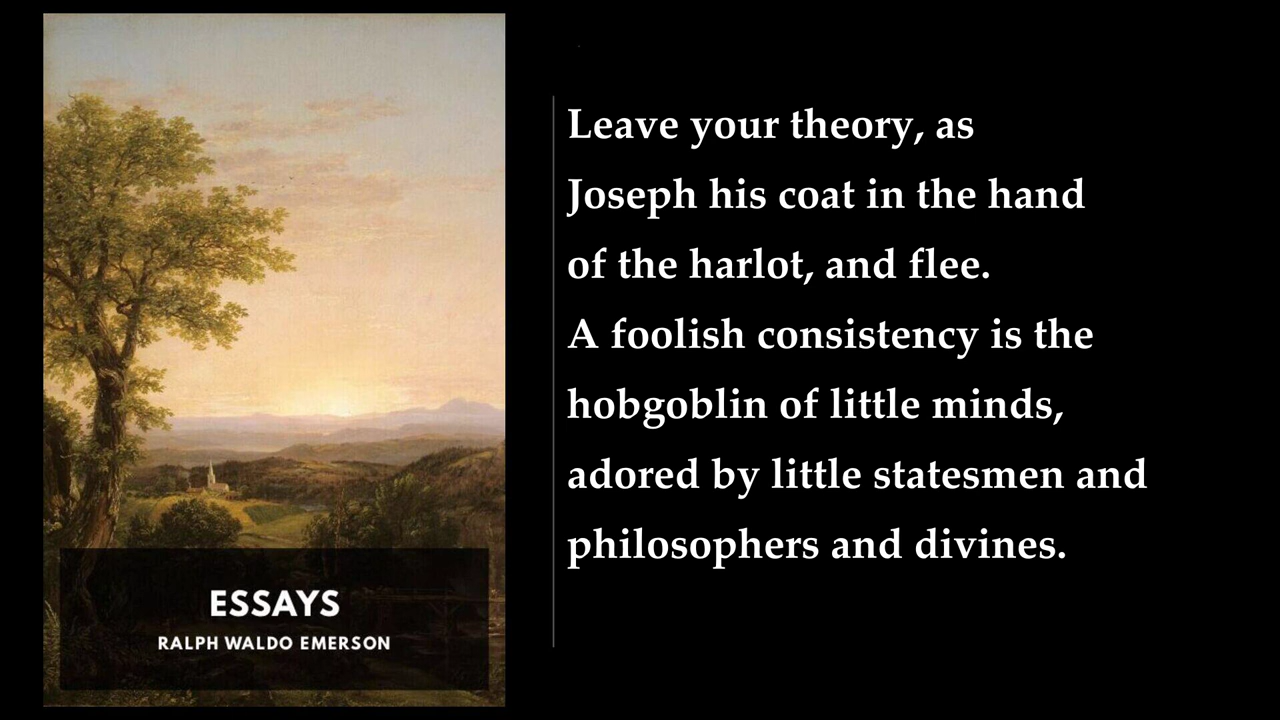 ESSAYS
RALPH WALDO EMERSON
Leave your theory, as
Joseph his coat in the hand
of the harlot, and flee.
A foolish consistency is the
hobgoblin of little minds,
adored by little statesmen and
philosophers and divines.